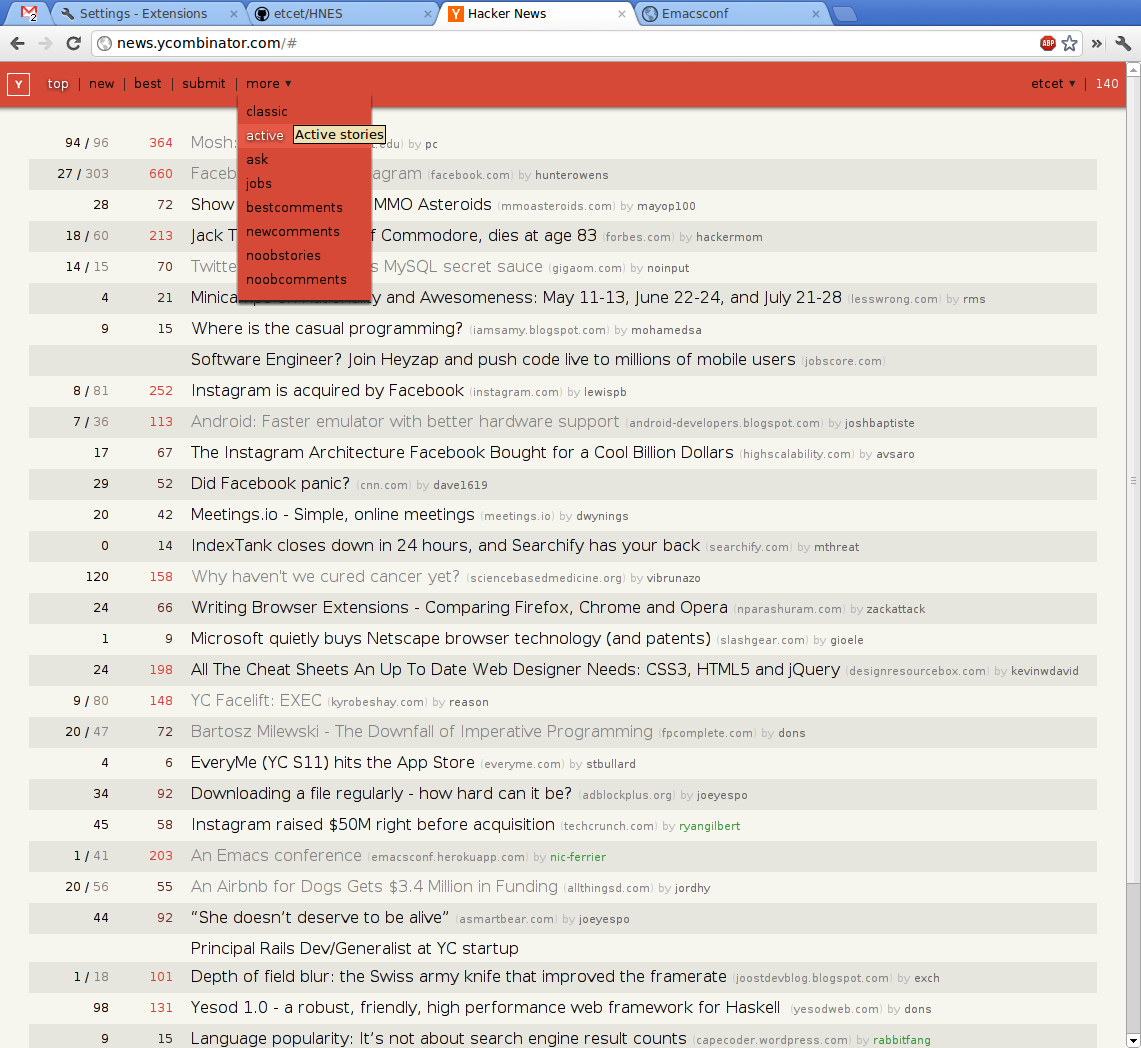 2 Settings - Extensions × etcet/HNES × Y Hacker News × Emacsconf ×
news.ycombinator.com/# ABP »
Y top | new | best | submit | more ▾ etcet ▾ | 140
classic
active Active stories
ask
jobs
bestcomments
newcomments
noobstories
noobcomments
94 / 96 364 Mosh: .edu) by pc
27 / 303 660 Faceb agram (facebook.com) by hunterowens
28 72 Show MMO Asteroids (mmoasteroids.com) by mayop100
18 / 60 213 Jack T f Commodore, dies at age 83 (forbes.com) by hackermom
14 / 15 70 Twitte s MySQL secret sauce (gigaom.com) by noinput
4 21 Minica y and Awesomeness: May 11-13, June 22-24, and July 21-28 (lesswrong.com) by rms
9 15 Where is the casual programming? (iamsamy.blogspot.com) by mohamedsa
Software Engineer? Join Heyzap and push code live to millions of mobile users (jobscore.com)
8 / 81 252 Instagram is acquired by Facebook (instagram.com) by lewispb
7 / 36 113 Android: Faster emulator with better hardware support (android-developers.blogspot.com) by joshbaptiste
17 67 The Instagram Architecture Facebook Bought for a Cool Billion Dollars (highscalability.com) by avsaro
29 52 Did Facebook panic? (cnn.com) by dave1619
20 42 Meetings.io - Simple, online meetings (meetings.io) by dwynings
0 14 IndexTank closes down in 24 hours, and Searchify has your back (searchify.com) by mthreat
120 158 Why haven't we cured cancer yet? (sciencebasedmedicine.org) by vibrunazo
24 66 Writing Browser Extensions - Comparing Firefox, Chrome and Opera (nparashuram.com) by zackattack
1 9 Microsoft quietly buys Netscape browser technology (and patents) (slashgear.com) by gioele
24 198 All The Cheat Sheets An Up To Date Web Designer Needs: CSS3, HTML5 and jQuery (designresourcebox.com) by kevinwdavid
9 / 80 148 YC Facelift: EXEC (kyrobeshay.com) by reason
20 / 47 72 Bartosz Milewski - The Downfall of Imperative Programming (fpcomplete.com) by dons
4 6 EveryMe (YC S11) hits the App Store (everyme.com) by stbullard
34 92 Downloading a file regularly - how hard can it be? (adblockplus.org) by joeyespo
45 58 Instagram raised $50M right before acquisition (techcrunch.com) by ryangilbert
1 / 41 203 An Emacs conference (emacsconf.herokuapp.com) by nic-ferrier
20 / 56 55 An Airbnb for Dogs Gets $3.4 Million in Funding (allthingsd.com) by jordhy
44 92 “She doesn’t deserve to be alive” (asmartbear.com) by joeyespo
Principal Rails Dev/Generalist at YC startup
1 / 18 101 Depth of field blur: the Swiss army knife that improved the framerate (joostdevblog.blogspot.com) by exch
98 131 Yesod 1.0 - a robust, friendly, high performance web framework for Haskell (yesodweb.com) by dons
9 15 Language popularity: It’s not about search engine result counts (capecoder.wordpress.com) by rabbitfang